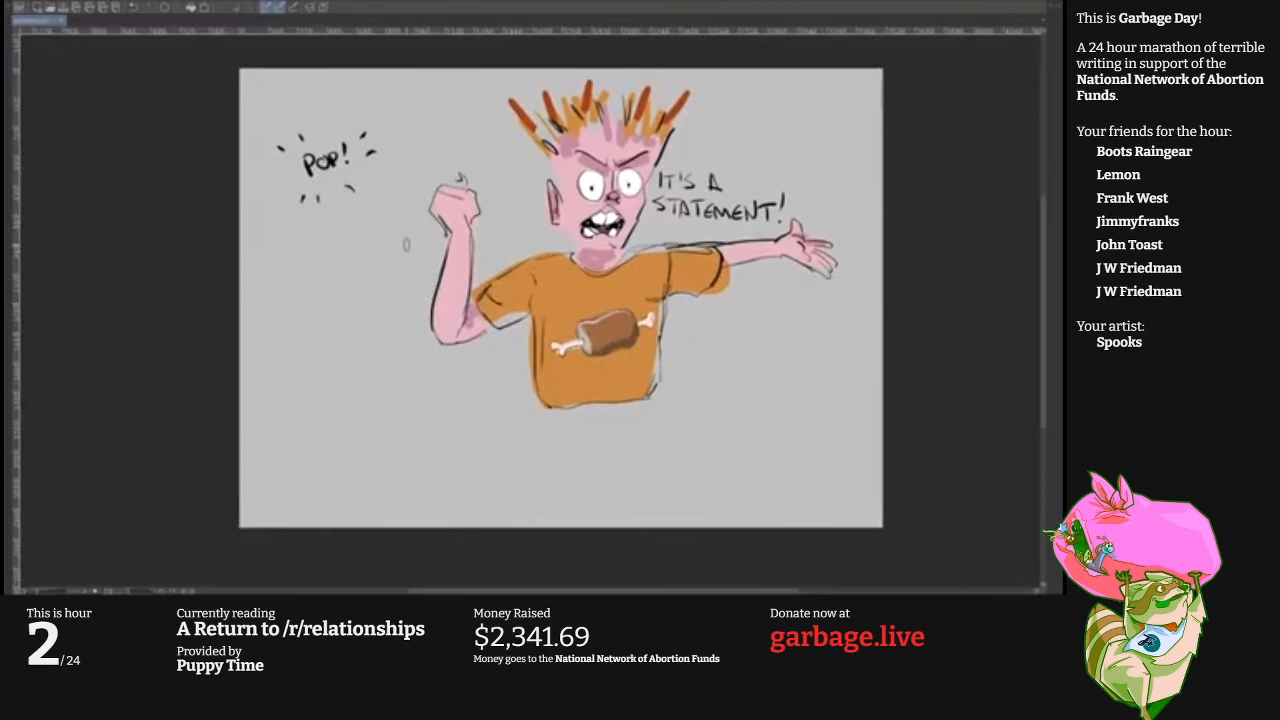 POP!
IT'S A
STATEMENT!
This is Garbage Day!
A 24 hour marathon of terrible
writing in support of the
National Network of Abortion
Funds.
Your friends for the hour:
Boots Raingear
Lemon
Frank West
Jimmyfranks
John Toast
J W Friedman
J W Friedman
Your artist:
Spooks
This is hour
2/24
Currently reading
A Return to /r/relationships
Provided by
Puppy Time
Money Raised
$2,341.69
Money goes to the National Network of Abortion Funds
Donate now at
garbage.live